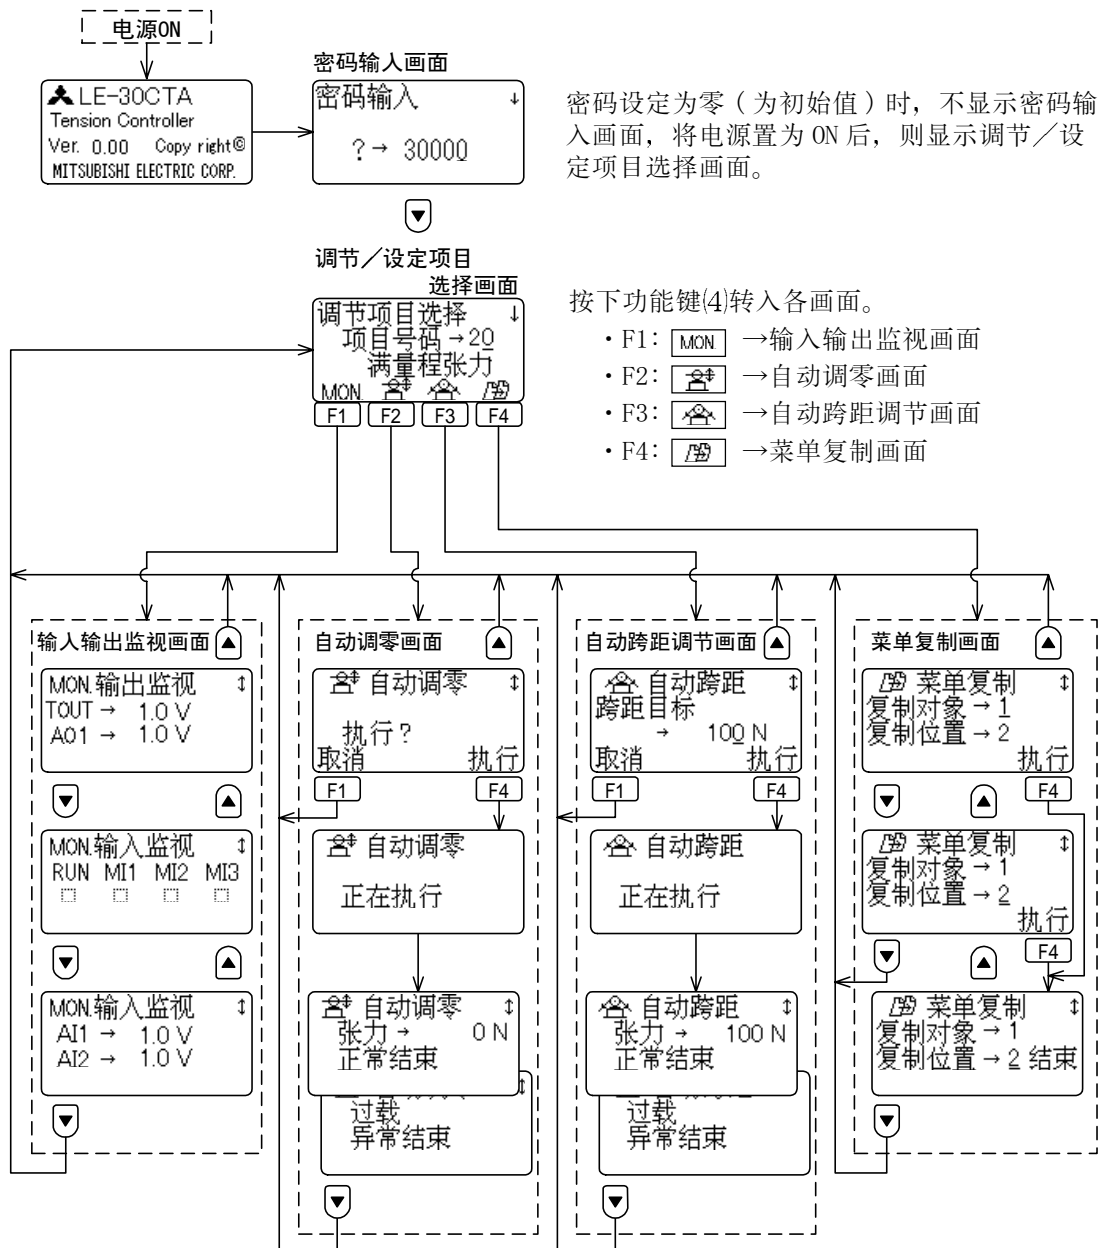 电源ON
LE-30CTA
Tension Controller
Ver. 0.00 Copy right©
MITSUBISHI ELECTRIC CORP.
密码输入画面
密码输入 ↓
?→ 30000
密码设定为零(为初始值)时，不显示密码输
入画面，将电源置为 ON 后，则显示调节／设
定项目选择画面。
▼
调节／设定项目
选择画面
调节项目选择 ↓
项目号码→20
满量程张力
MON.
F1 F2 F3 F4
按下功能键(4)转入各画面。
・F1: MON. →输入输出监视画面
・F2: →自动调零画面
・F3: →自动跨距调节画面
・F4: →菜单复制画面
输入输出监视画面 ▲
MON.输出监视 ↕
TOUT → 1.0 V
AO1 → 1.0 V
▼ ▲
MON.输入监视 ↕
RUN MI1 MI2 MI3
▼ ▲
MON.输入监视 ↕
AI1 → 1.0 V
AI2 → 1.0 V
▼
自动调零画面 ▲
自动调零 ↕
执行?
取消 执行
F1 F4
自动调零
正在执行
自动调零 ↕
张力→ 0 N
正常结束
过载
异常结束
▼
自动跨距调节画面 ▲
自动跨距 ↕
跨距目标
→ 100 N
取消 执行
F1 F4
自动跨距
正在执行
自动跨距 ↕
张力→ 100 N
正常结束
过载
异常结束
▼
菜单复制画面 ▲
菜单复制 ↕
复制对象→1
复制位置→2
执行
▼ ▲ F4
菜单复制 ↕
复制对象→1
复制位置→2
执行
▼ ▲ F4
菜单复制 ↕
复制对象→1
复制位置→2 结束
▼